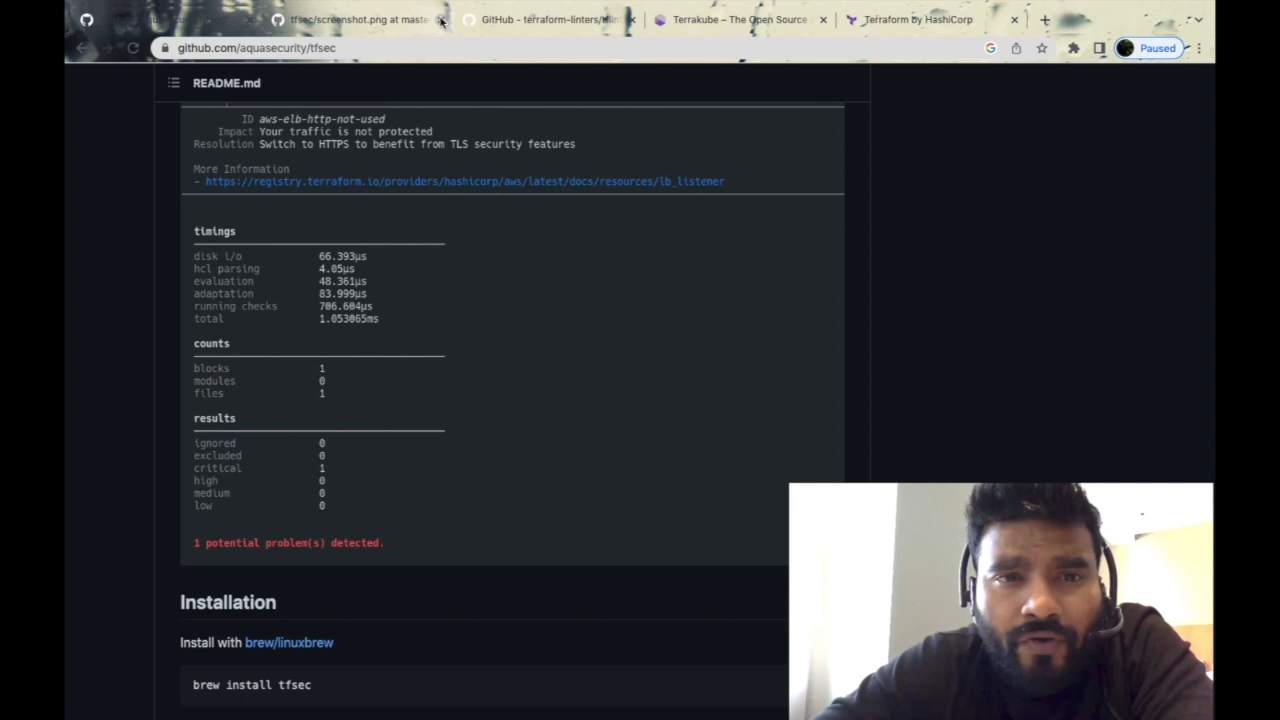 tfsec/screenshot.png at maste
GitHub - terraform-linters/tflin
Terrakube – The Open Source
Terraform by HashiCorp
github.com/aquasecurity/tfsec
Paused
README.md
ID aws-elb-http-not-used
Impact Your traffic is not protected
Resolution Switch to HTTPS to benefit from TLS security features
More Information
- https://registry.terraform.io/providers/hashicorp/aws/latest/docs/resources/lb_listener
timings
disk i/o 66.393µs
hcl parsing 4.05µs
evaluation 48.361µs
adaptation 83.999µs
running checks 706.604µs
total 1.053065ms
counts
blocks 1
modules 0
files 1
results
ignored 0
excluded 0
critical 1
high 0
medium 0
low 0
1 potential problem(s) detected.
Installation
Install with brew/linuxbrew
brew install tfsec